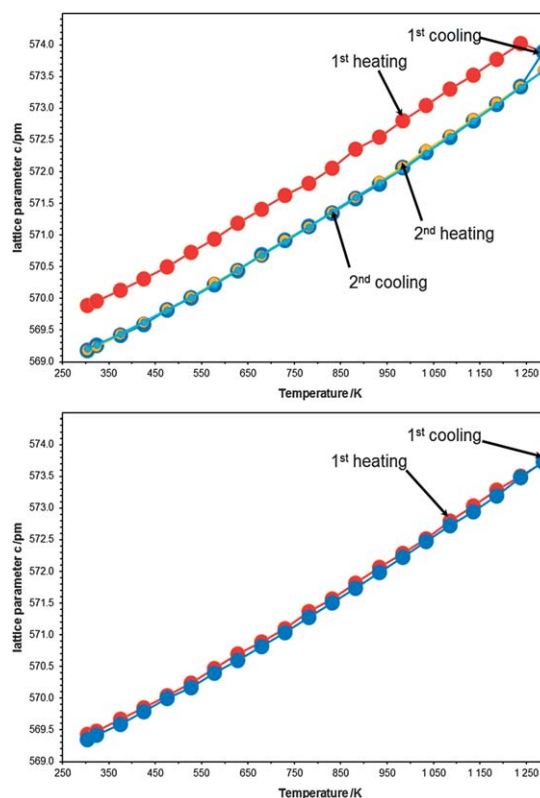 574.0
573.5
573.0
572.5
572.0
571.5
571.0
570.5
570.0
569.5
569.0
lattice parameter c/pm
1st cooling
1st heating
2nd heating
2nd cooling
250 350 450 550 650 750 850 950 1 050 1 150 1 250
Temperature /K
574.0
573.5
573.0
572.5
572.0
571.5
571.0
570.5
570.0
569.5
569.0
lattice parameter c/pm
1st cooling
1st heating
250 350 450 550 650 750 850 950 1 050 1 150 1 250
Temperature /K